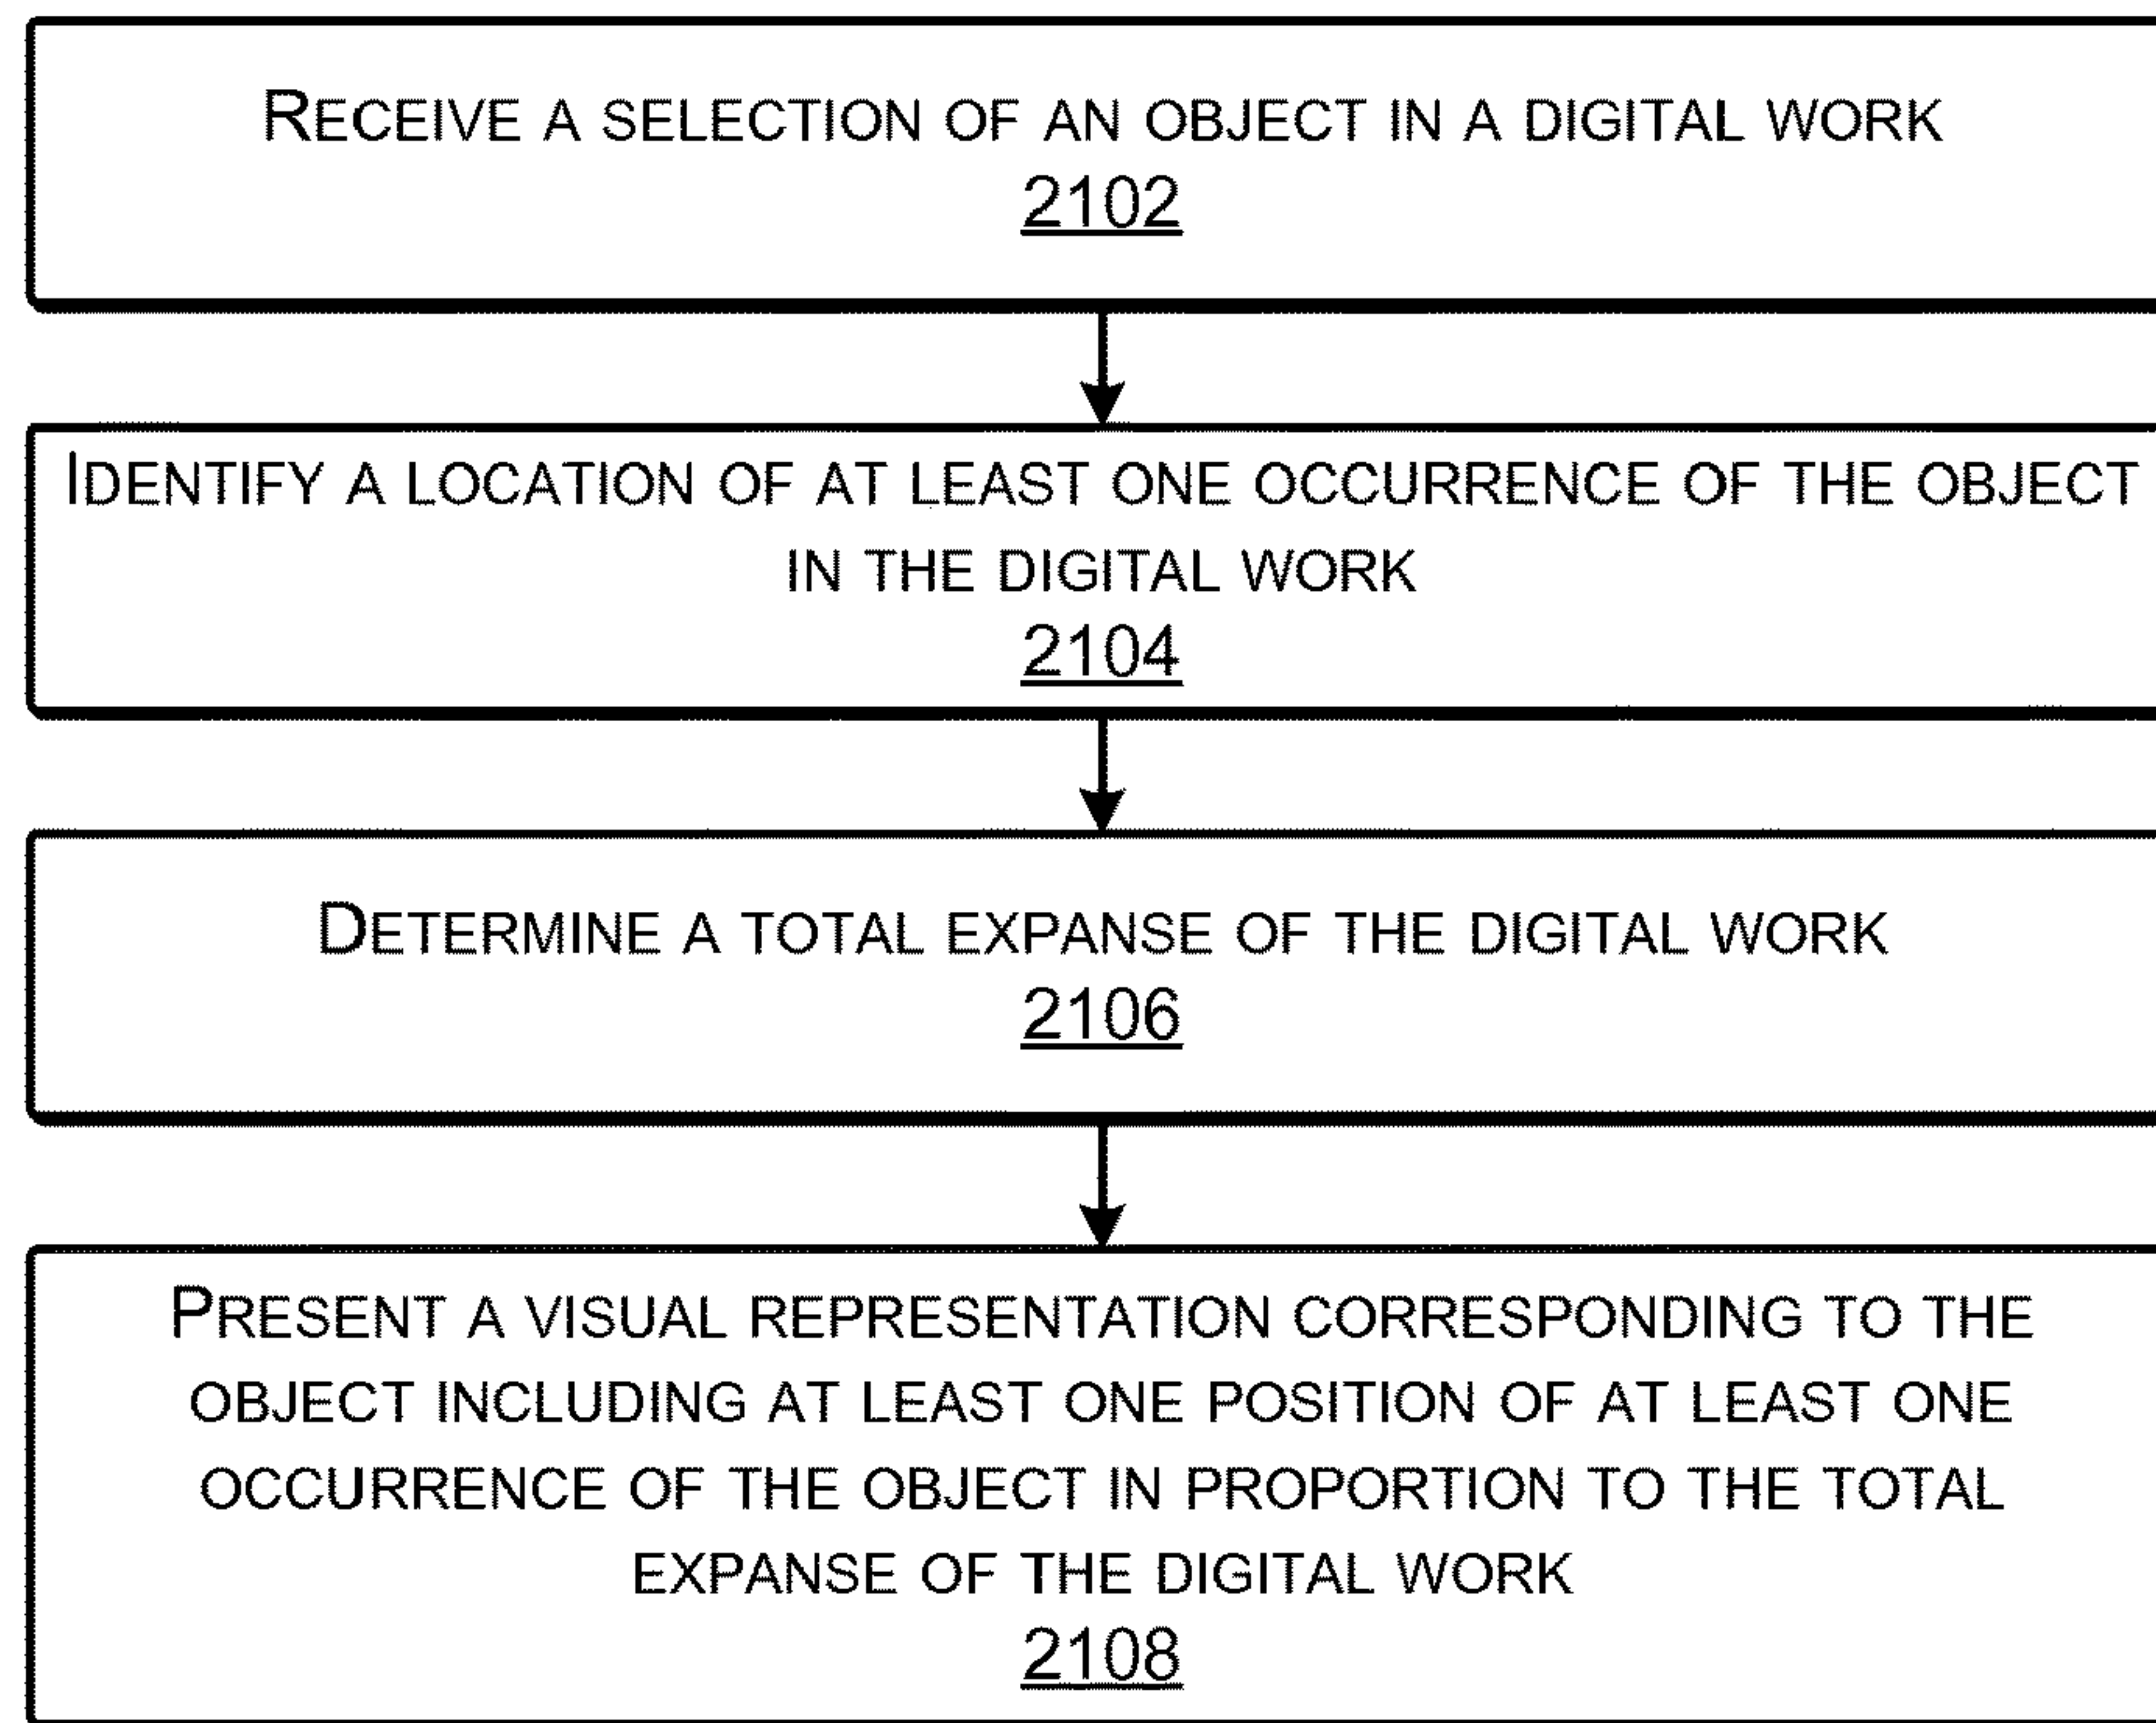 RECEIVE A SELECTION OF AN OBJECT IN A DIGITAL WORK
2102
IDENTIFY A LOCATION OF AT LEAST ONE OCCURRENCE OF THE OBJECT
IN THE DIGITAL WORK
2104
DETERMINE A TOTAL EXPANSE OF THE DIGITAL WORK
2106
PRESENT A VISUAL REPRESENTATION CORRESPONDING TO THE
OBJECT INCLUDING AT LEAST ONE POSITION OF AT LEAST ONE
OCCURRENCE OF THE OBJECT IN PROPORTION TO THE TOTAL
EXPANSE OF THE DIGITAL WORK
2108